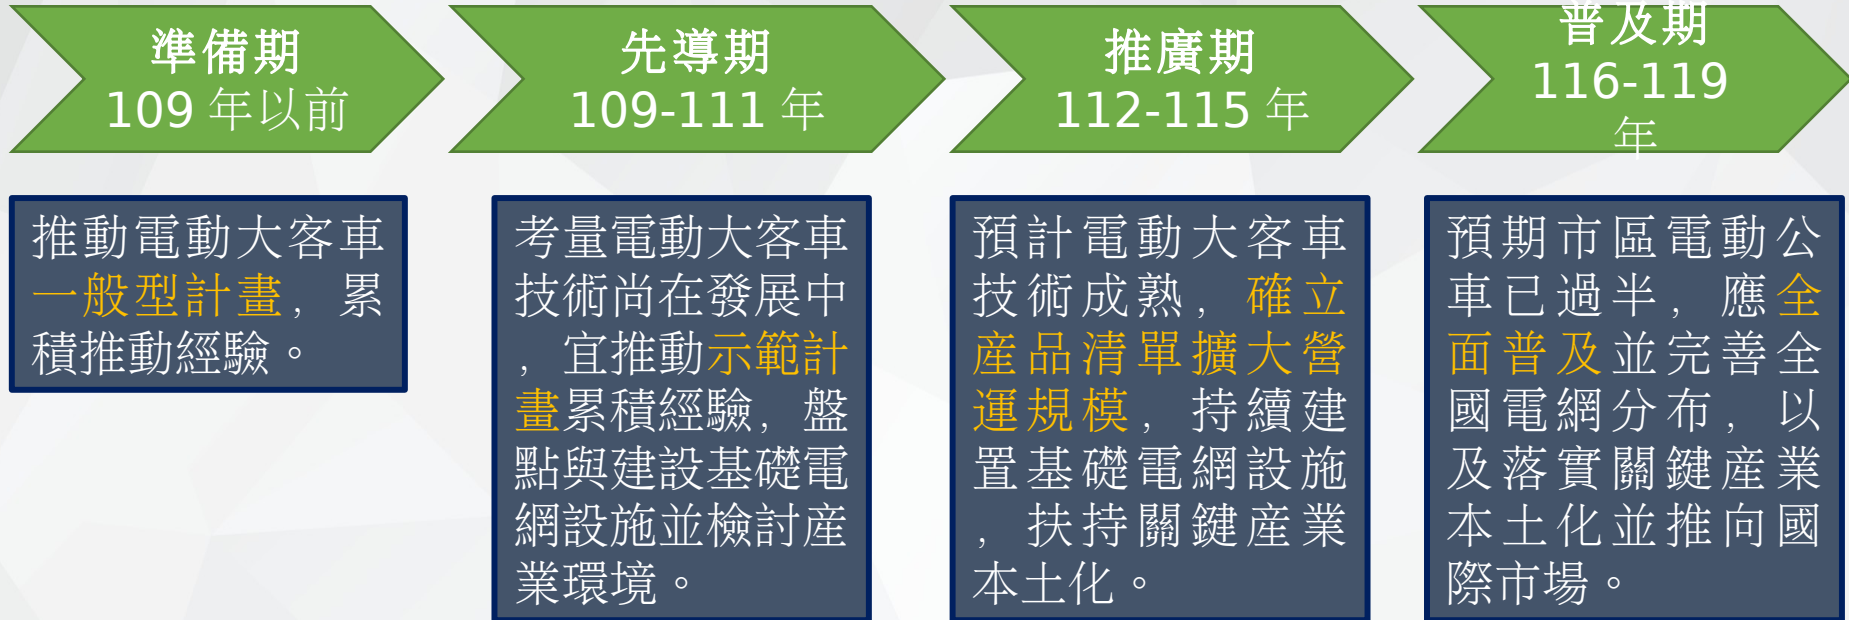 準備期
109 年以前
先導期
109-111 年
推廣期
112-115 年
普及期
116-119
年
推動電動大客車
一般型計畫，累
積推動經驗。
考量電動大客車
技術尚在發展中
，宜推動示範計
畫累積經驗，盤
點與建設基礎電
網設施並檢討產
業環境。
預計電動大客車
技術成熟，確立
產品清單擴大營
運規模，持續建
置基礎電網設施
，扶持關鍵產業
本土化。
預期市區電動公
車已過半，應全
面普及並完善全
國電網分布，以
及落實關鍵產業
本土化並推向國
際市場。